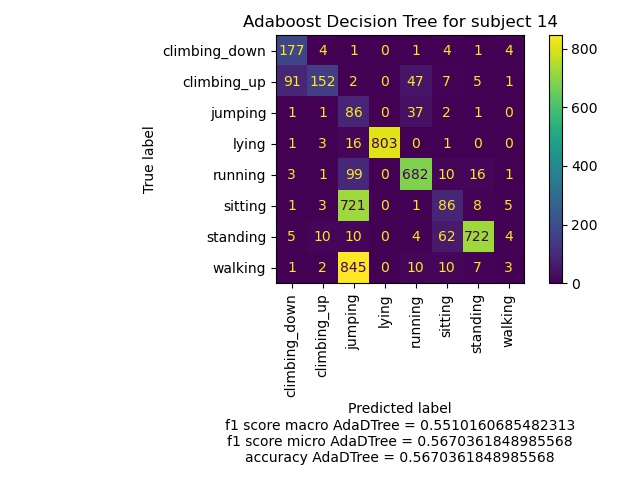 Adaboost Decision Tree for subject 14
climbing_down 177 4 1 0 1 4 1 4
climbing_up 91 152 2 0 47 7 5 1
jumping 1 1 86 0 37 2 1 0
lying 1 3 16 803 0 1 0 0
running 3 1 99 0 682 10 16 1
sitting 1 3 721 0 1 86 8 5
standing 5 10 10 0 4 62 722 4
walking 1 2 845 0 10 10 7 3
True label
climbing_down climbing_up jumping lying running sitting standing walking
Predicted label
f1 score macro AdaDTree = 0.5510160685482313
f1 score micro AdaDTree = 0.5670361848985568
accuracy AdaDTree = 0.5670361848985568
800
600
400
200
0